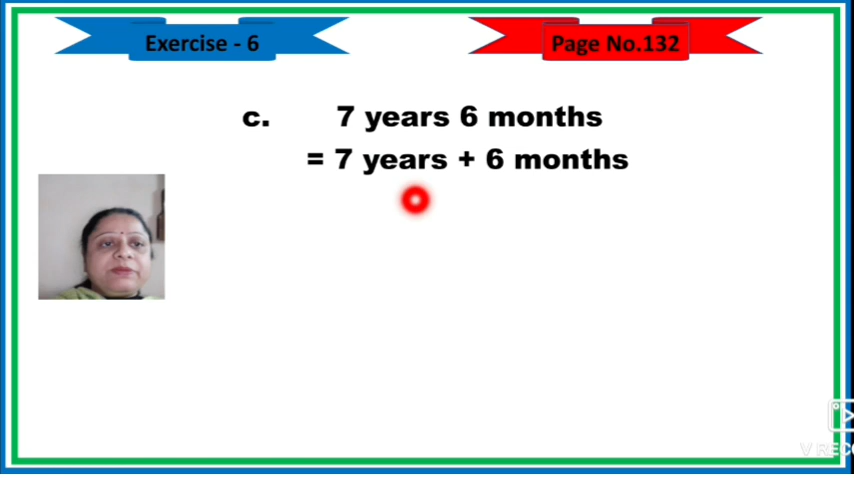 Exercise - 6
Page No.132
c. 7 years 6 months
= 7 years + 6 months